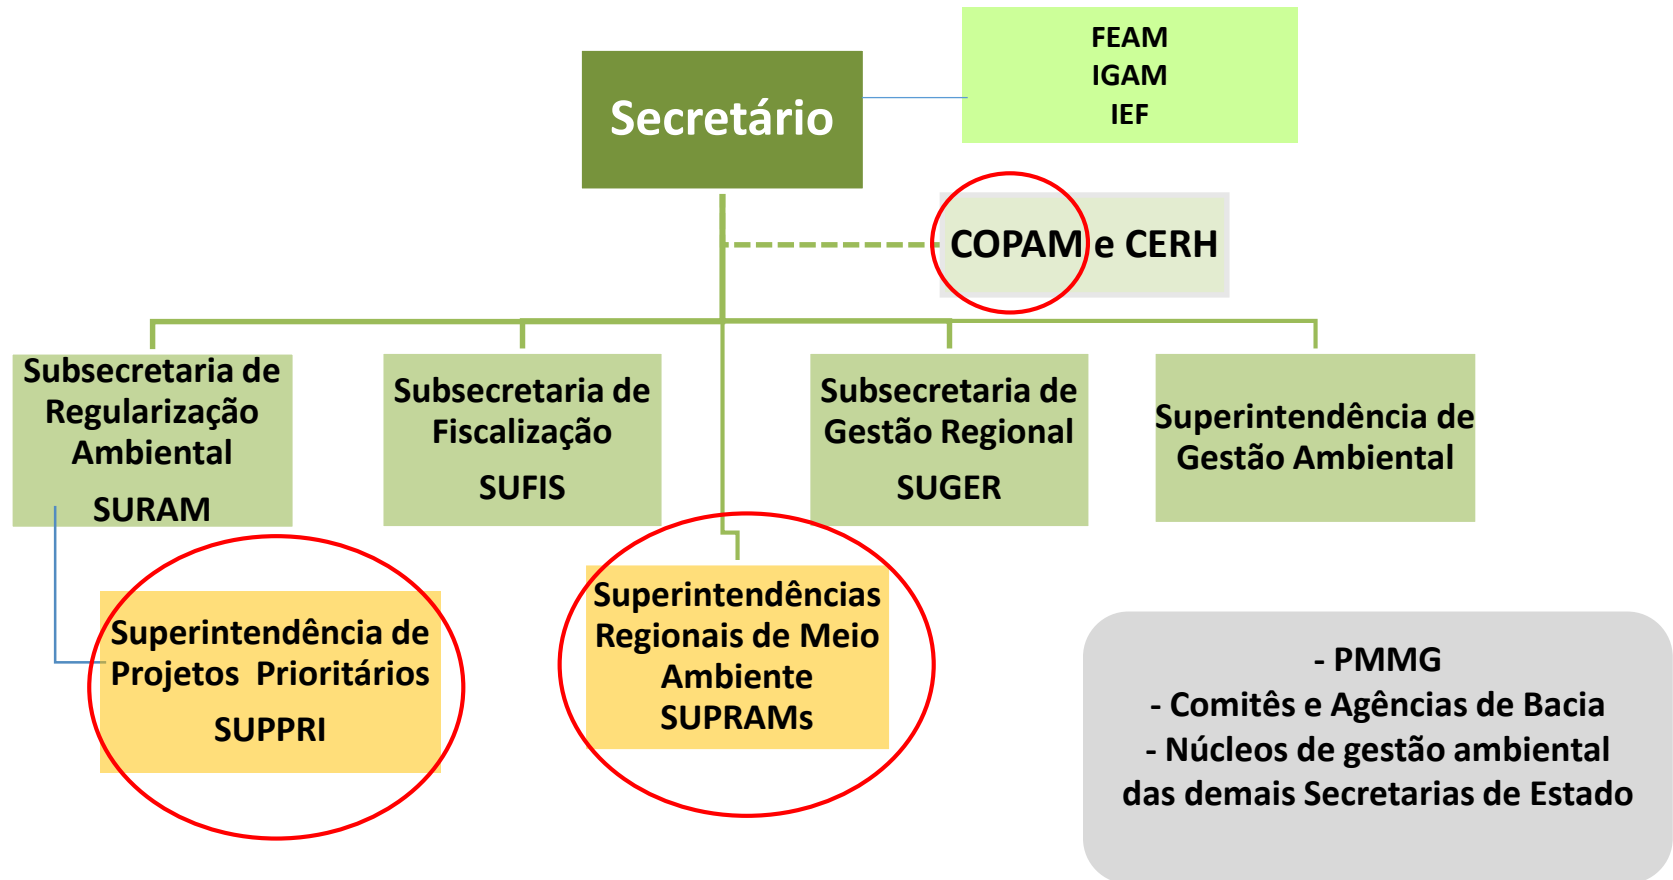 FEAM
IGAM
IEF
Secretário
COPAM e CERH
Subsecretaria de
Regularização
Ambiental
SURAM
Subsecretaria de
Fiscalização
SUFIS
Subsecretaria de
Gestão Regional
SUGER
Superintendência de
Gestão Ambiental
Superintendência de
Projetos Prioritários
SUPPRI
Superintendências
Regionais de Meio
Ambiente
SUPRAMs
- PMMG
- Comitês e Agências de Bacia
- Núcleos de gestão ambiental
das demais Secretarias de Estado